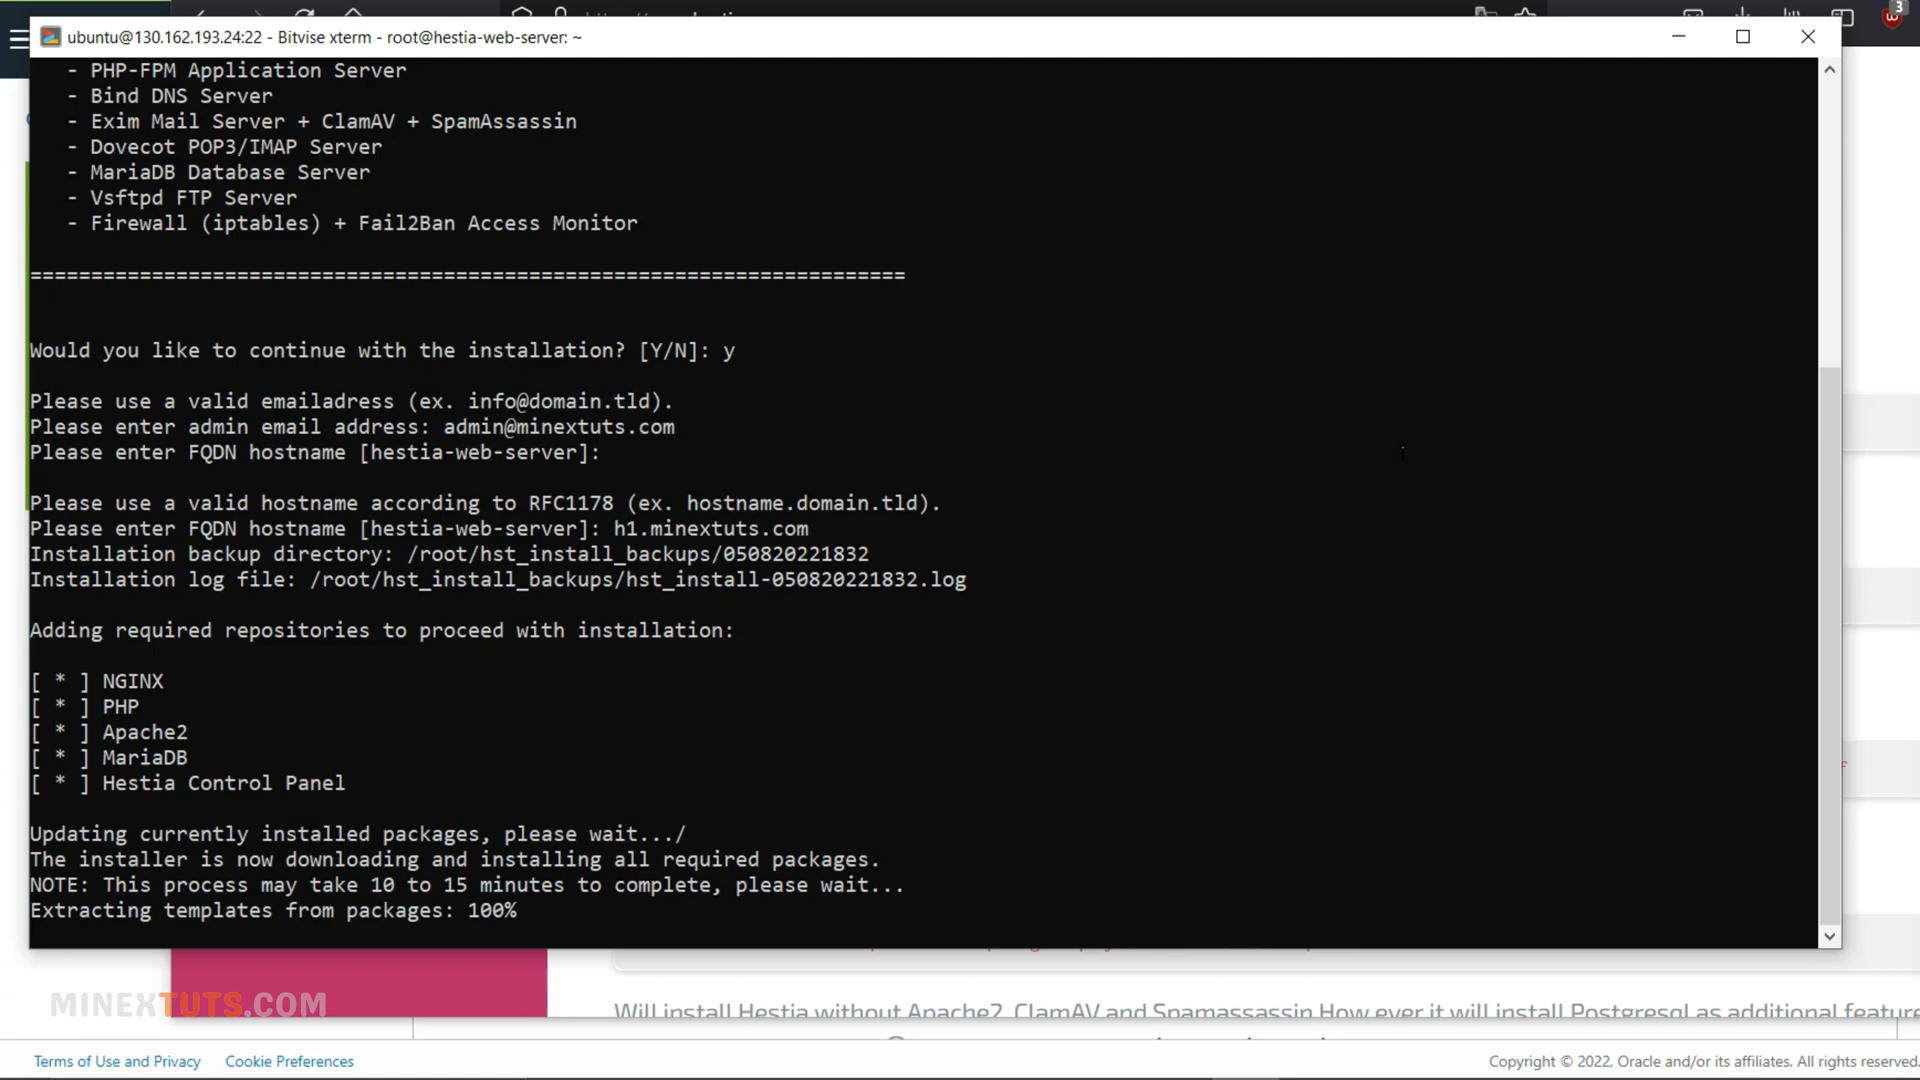 ubuntu@130.162.193.24:22 - Bitvise xterm - root@hestia-web-server: ~
3
- PHP-FPM Application Server
- Bind DNS Server
- Exim Mail Server + ClamAV + SpamAssassin
- Dovecot POP3/IMAP Server
- MariaDB Database Server
- Vsftpd FTP Server
- Firewall (iptables) + Fail2Ban Access Monitor
========================================================================
Would you like to continue with the installation? [Y/N]: y
Please use a valid emailadress (ex. info@domain.tld).
Please enter admin email address: admin@minextuts.com
Please enter FQDN hostname [hestia-web-server]:
Please use a valid hostname according to RFC1178 (ex. hostname.domain.tld).
Please enter FQDN hostname [hestia-web-server]: h1.minextuts.com
Installation backup directory: /root/hst_install_backups/050820221832
Installation log file: /root/hst_install_backups/hst_install-050820221832.log
Adding required repositories to proceed with installation:
[ * ] NGINX
[ * ] PHP
[ * ] Apache2
[ * ] MariaDB
[ * ] Hestia Control Panel
Updating currently installed packages, please wait.../
The installer is now downloading and installing all required packages.
NOTE: This process may take 10 to 15 minutes to complete, please wait...
Extracting templates from packages: 100%
MINEXTUTS.COM
Will install Hestia without Apache2, ClamAV and Spamassassin How ever it will install Postgresql as additional feature
Terms of Use and Privacy Cookie Preferences
Copyright © 2022, Oracle and/or its affiliates. All rights reserved.